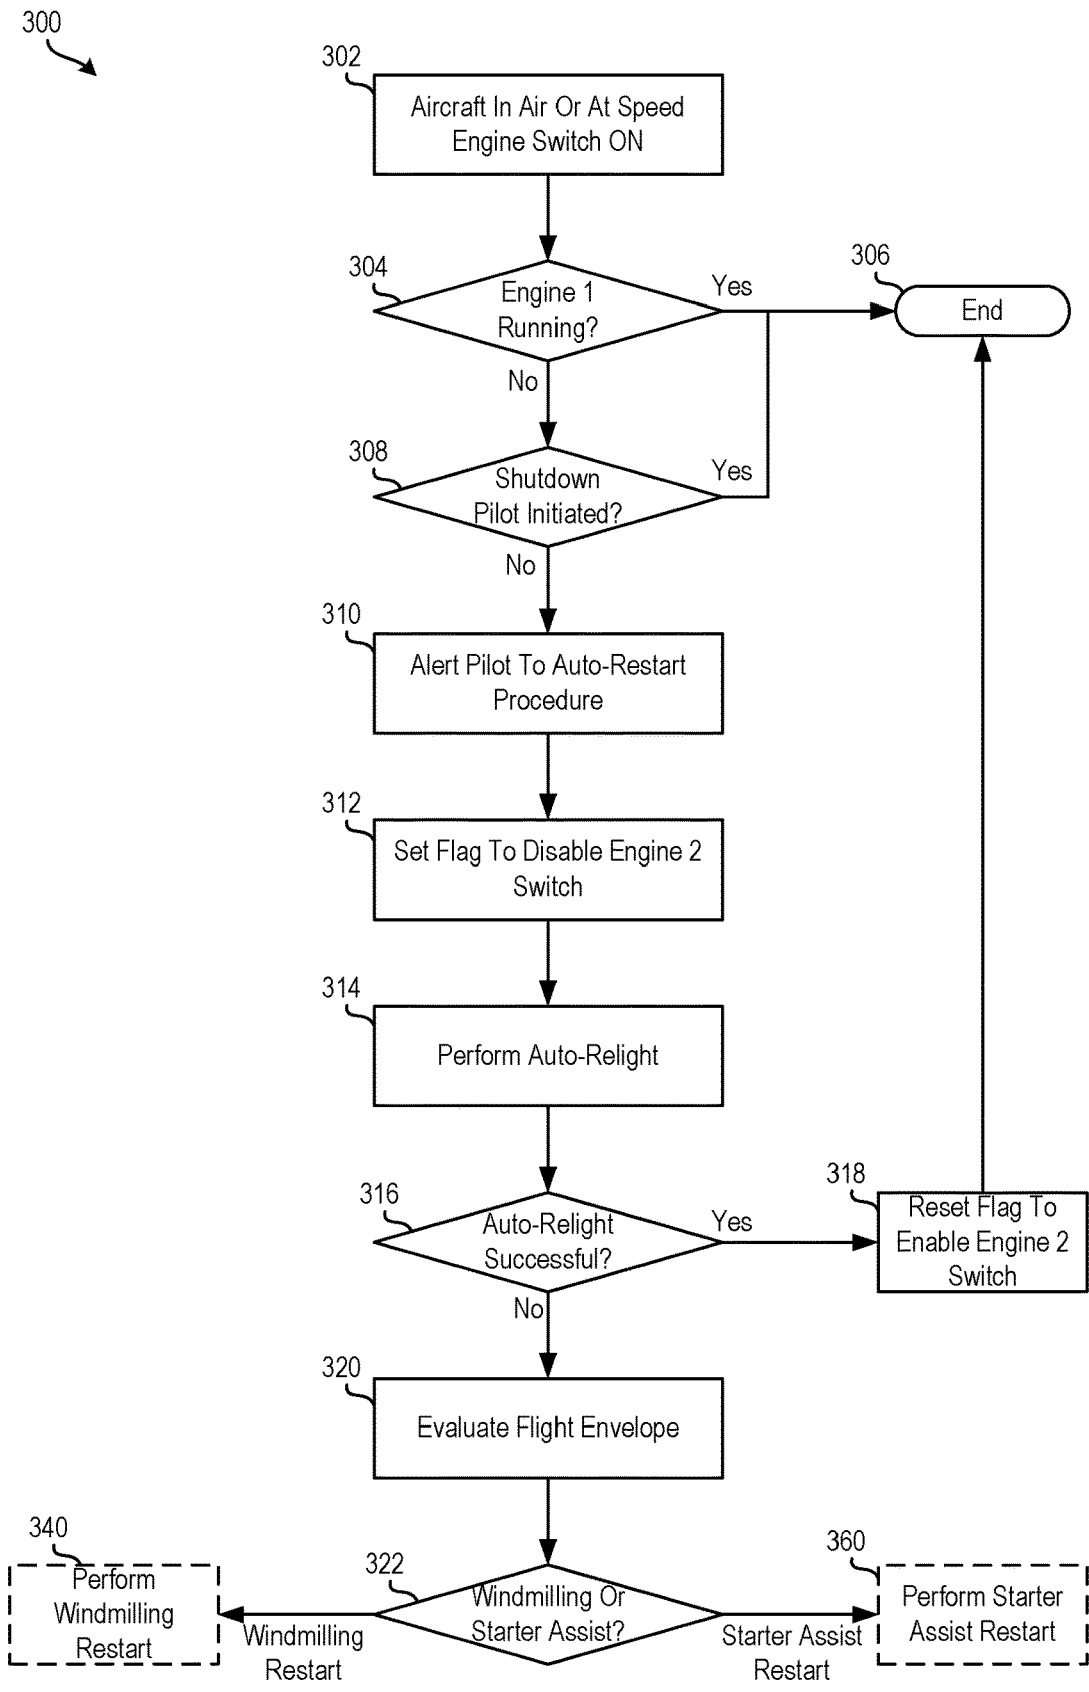 300
302
Aircraft In Air Or At Speed
Engine Switch ON
304
Engine 1
Running?
Yes
306
End
No
308
Shutdown
Pilot Initiated?
Yes
No
310
Alert Pilot To Auto-Restart
Procedure
312
Set Flag To Disable Engine 2
Switch
314
Perform Auto-Relight
316
Auto-Relight
Successful?
Yes
318
Reset Flag To
Enable Engine 2
Switch
No
320
Evaluate Flight Envelope
322
Windmilling Or
Starter Assist?
340
Perform
Windmilling
Restart
Windmilling
Restart
Starter Assist
Restart
360
Perform Starter
Assist Restart